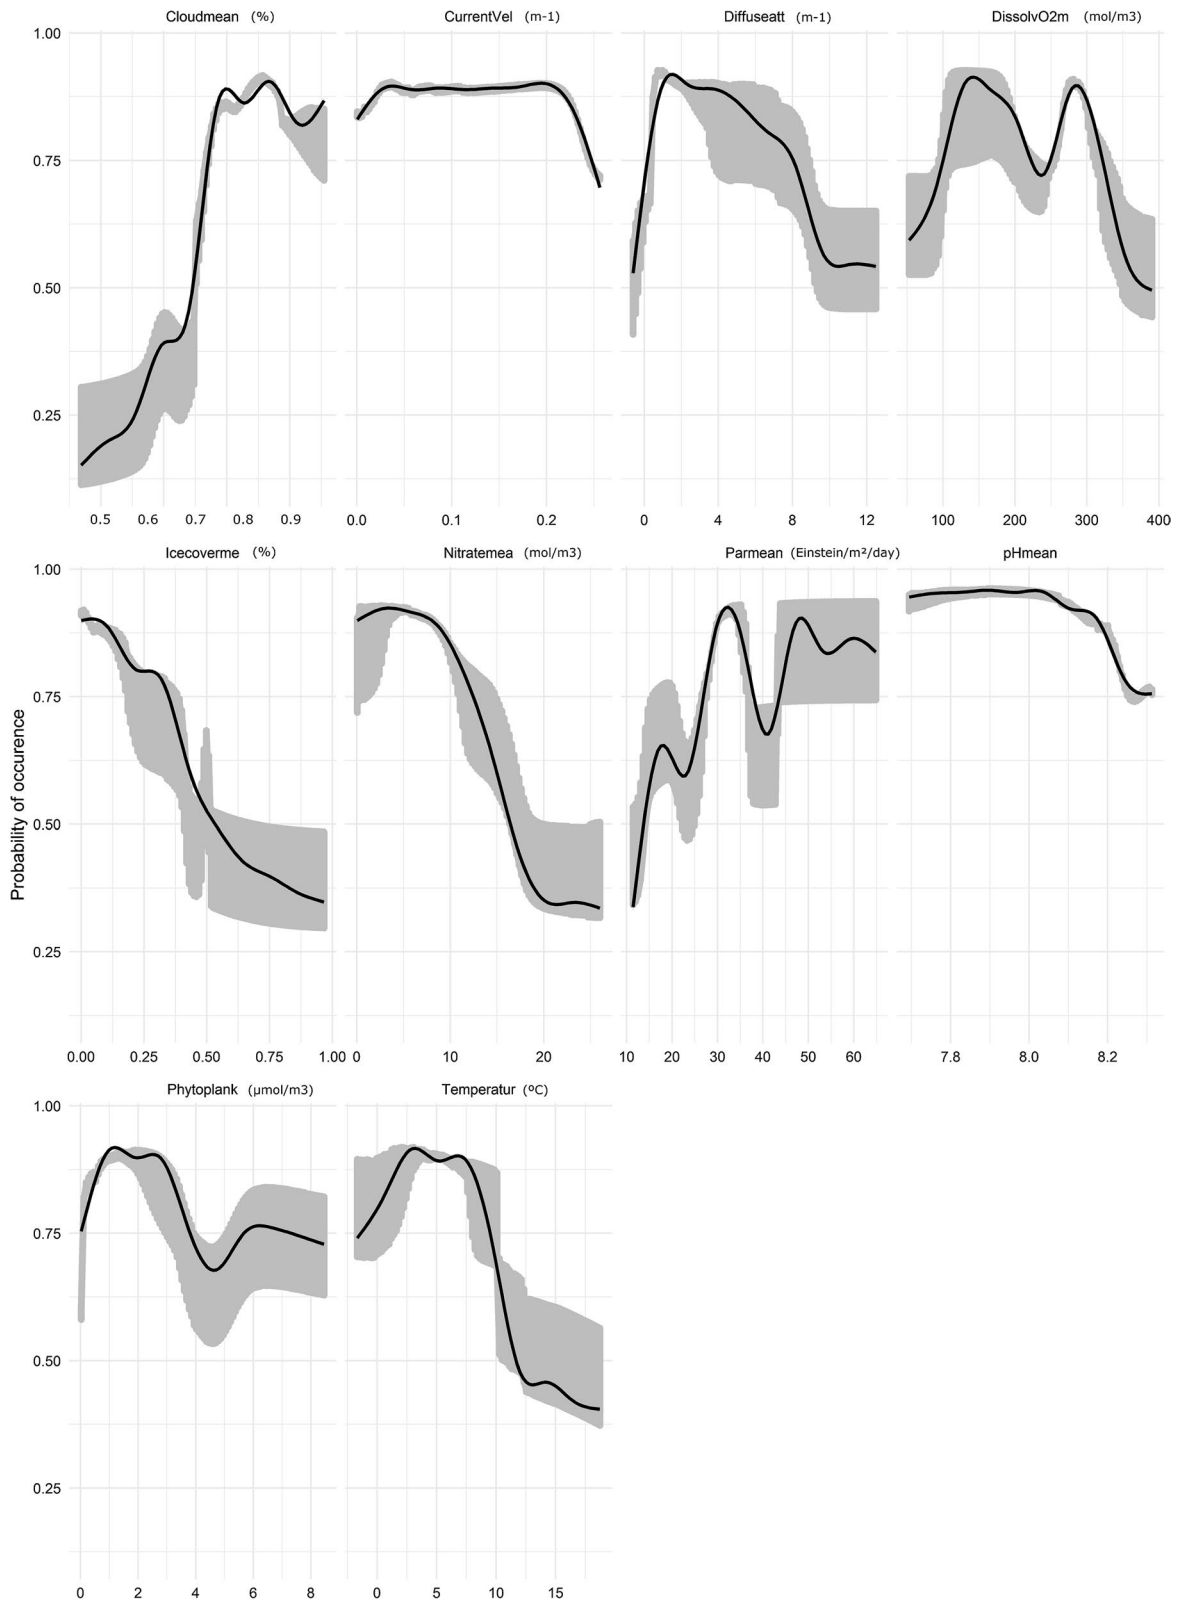 Cloudmean (%) CurrentVel (m-1) Diffuseatt (m-1) DissolvO2m (mol/m3)
1.00
0.75
0.50
0.25
0.5 0.6 0.7 0.8 0.9 0.0 0.1 0.2 0 4 8 12 100 200 300 400
Icecoverme (%) Nitratemea (mol/m3) Parmean (Einstein/m²/day) pHmean
1.00
0.75
Probability of occurence
0.50
0.25
0.00 0.25 0.50 0.75 1.00 0 10 20 10 20 30 40 50 60 7.8 8.0 8.2
Phytoplank (µmol/m3) Temperatur (ºC)
1.00
0.75
0.50
0.25
0 2 4 6 8 0 5 10 15